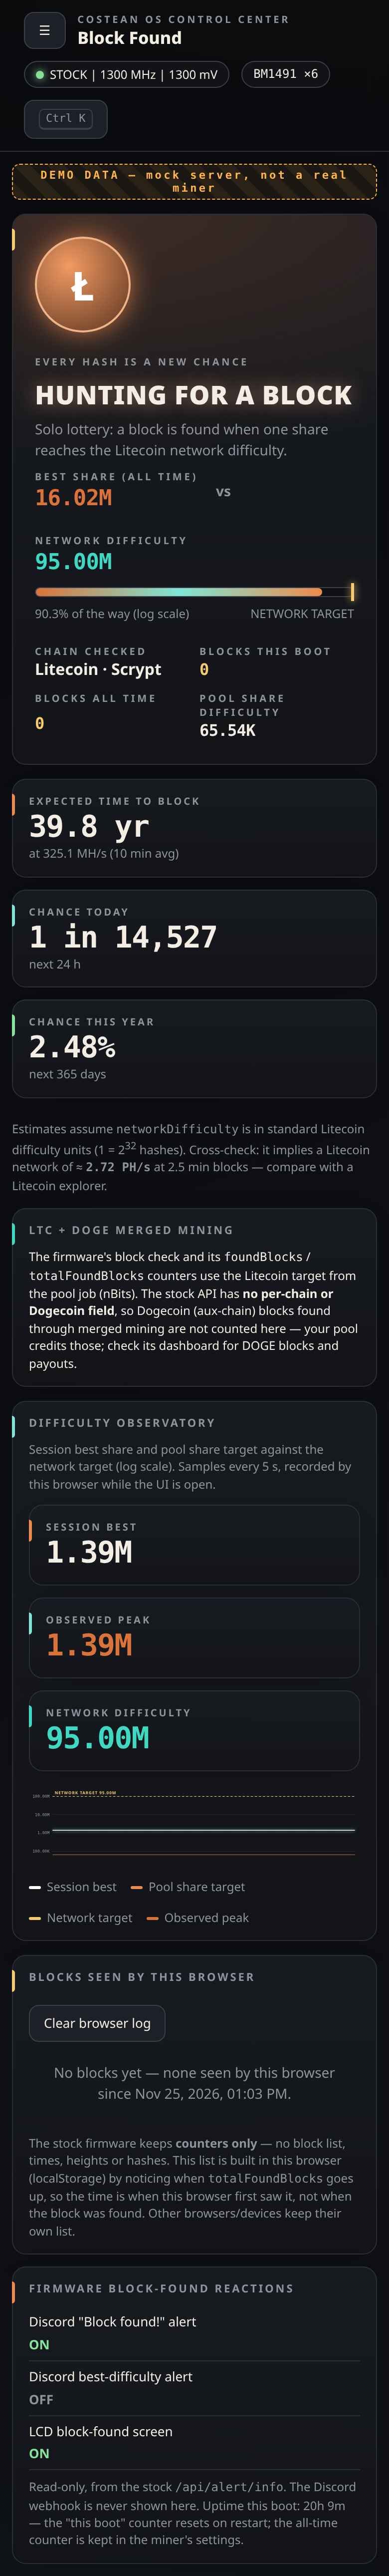 ☰
COSTEAN OS CONTROL CENTER
Block Found
STOCK | 1300 MHz | 1300 mV
BM1491 ×6
Ctrl K
DEMO DATA — mock server, not a real
miner
Ł
EVERY HASH IS A NEW CHANCE
HUNTING FOR A BLOCK
Solo lottery: a block is found when one share
reaches the Litecoin network difficulty.
BEST SHARE (ALL TIME)
16.02M
VS
NETWORK DIFFICULTY
95.00M
90.3% of the way (log scale)
NETWORK TARGET
CHAIN CHECKED
Litecoin · Scrypt
BLOCKS THIS BOOT
0
BLOCKS ALL TIME
0
POOL SHARE
DIFFICULTY
65.54K
EXPECTED TIME TO BLOCK
39.8 yr
at 325.1 MH/s (10 min avg)
CHANCE TODAY
1 in 14,527
next 24 h
CHANCE THIS YEAR
2.48%
next 365 days
Estimates assume networkDifficulty is in standard Litecoin
difficulty units (1 = 2^32 hashes). Cross-check: it implies a Litecoin
network of ≈ 2.72 PH/s at 2.5 min blocks — compare with a
Litecoin explorer.
LTC + DOGE MERGED MINING
The firmware's block check and its foundBlocks /
totalFoundBlocks counters use the Litecoin target from
the pool job (nBits). The stock API has no per-chain or
Dogecoin field, so Dogecoin (aux-chain) blocks found
through merged mining are not counted here — your pool
credits those; check its dashboard for DOGE blocks and
payouts.
DIFFICULTY OBSERVATORY
Session best share and pool share target against the
network target (log scale). Samples every 5 s, recorded by
this browser while the UI is open.
SESSION BEST
1.39M
OBSERVED PEAK
1.39M
NETWORK DIFFICULTY
95.00M
NETWORK TARGET 95.00M
100.00M
10.00M
1.00M
100.00K
Session best
Pool share target
Network target
Observed peak
BLOCKS SEEN BY THIS BROWSER
Clear browser log
No blocks yet — none seen by this browser
since Nov 25, 2026, 01:03 PM.
The stock firmware keeps counters only — no block list,
times, heights or hashes. This list is built in this browser
(localStorage) by noticing when totalFoundBlocks goes
up, so the time is when this browser first saw it, not when
the block was found. Other browsers/devices keep their
own list.
FIRMWARE BLOCK-FOUND REACTIONS
Discord "Block found!" alert
ON
Discord best-difficulty alert
OFF
LCD block-found screen
ON
Read-only, from the stock /api/alert/info. The Discord
webhook is never shown here. Uptime this boot: 20h 9m
— the "this boot" counter resets on restart; the all-time
counter is kept in the miner's settings.